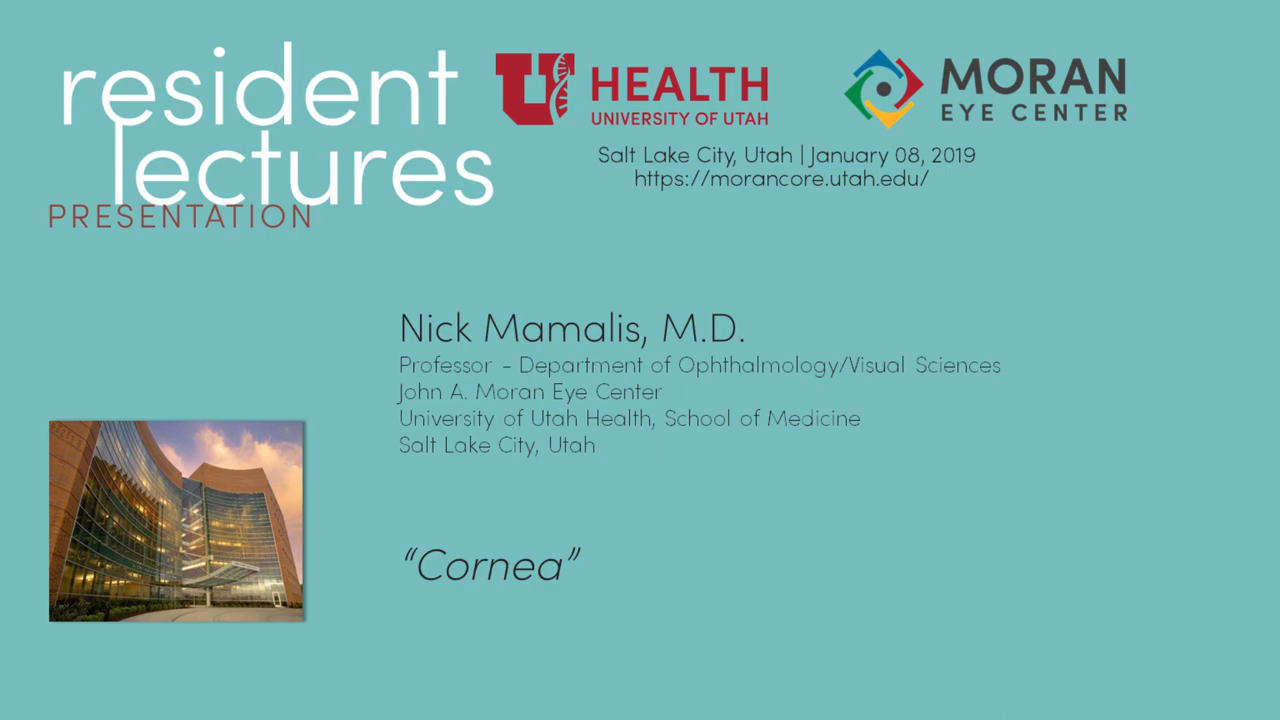 resident
lectures
PRESENTATION
U HEALTH
UNIVERSITY OF UTAH
MORAN
EYE CENTER
Salt Lake City, Utah | January 08, 2019
https://morancore.utah.edu/
Nick Mamalis, M.D.
Professor - Department of Ophthalmology/Visual Sciences
John A. Moran Eye Center
University of Utah Health, School of Medicine
Salt Lake City, Utah
“Cornea”